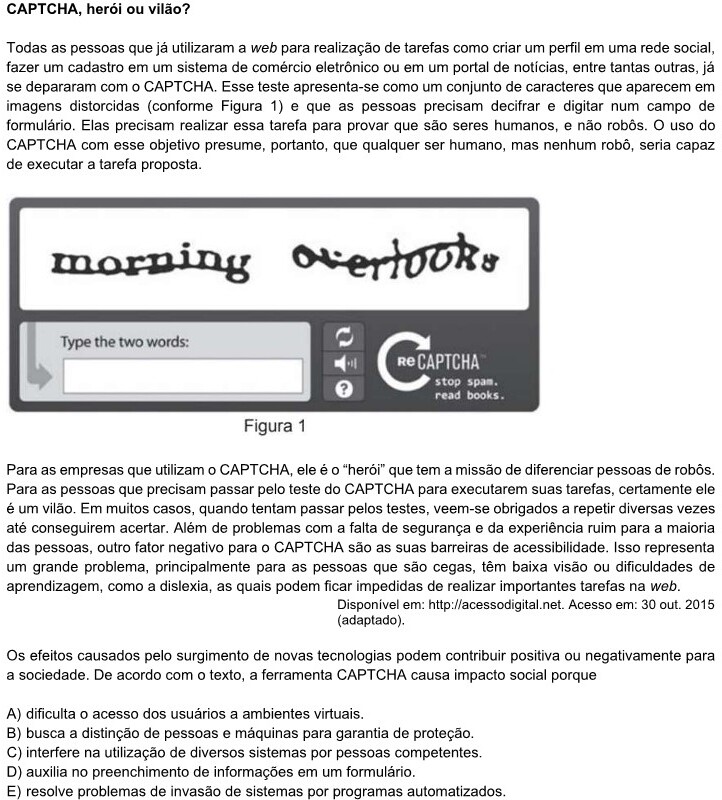 CAPTCHA, herói ou vilão?
Todas as pessoas que já utilizaram a web para realização de tarefas como criar um perfil em uma rede social,
fazer um cadastro em um sistema de comércio eletrônico ou em um portal de notícias, entre tantas outras, já
se depararam com o CAPTCHA. Esse teste apresenta-se como um conjunto de caracteres que aparecem em
imagens distorcidas (conforme Figura 1) e que as pessoas precisam decifrar e digitar num campo de
formulário. Elas precisam realizar essa tarefa para provar que são seres humanos, e não robôs. O uso do
CAPTCHA com esse objetivo presume, portanto, que qualquer ser humano, mas nenhum robô, seria capaz
de executar a tarefa proposta.
morning overlooks
Type the two words:
?
ReCAPTCHA™
stop spam.
read books.
Figura 1
Para as empresas que utilizam o CAPTCHA, ele é o “herói” que tem a missão de diferenciar pessoas de robôs.
Para as pessoas que precisam passar pelo teste do CAPTCHA para executarem suas tarefas, certamente ele
é um vilão. Em muitos casos, quando tentam passar pelos testes, veem-se obrigados a repetir diversas vezes
até conseguirem acertar. Além de problemas com a falta de segurança e da experiência ruim para a maioria
das pessoas, outro fator negativo para o CAPTCHA são as suas barreiras de acessibilidade. Isso representa
um grande problema, principalmente para as pessoas que são cegas, têm baixa visão ou dificuldades de
aprendizagem, como a dislexia, as quais podem ficar impedidas de realizar importantes tarefas na web.
Disponível em: http://acessodigital.net. Acesso em: 30 out. 2015
(adaptado).
Os efeitos causados pelo surgimento de novas tecnologias podem contribuir positiva ou negativamente para
a sociedade. De acordo com o texto, a ferramenta CAPTCHA causa impacto social porque
A) dificulta o acesso dos usuários a ambientes virtuais.
B) busca a distinção de pessoas e máquinas para garantia de proteção.
C) interfere na utilização de diversos sistemas por pessoas competentes.
D) auxilia no preenchimento de informações em um formulário.
E) resolve problemas de invasão de sistemas por programas automatizados.